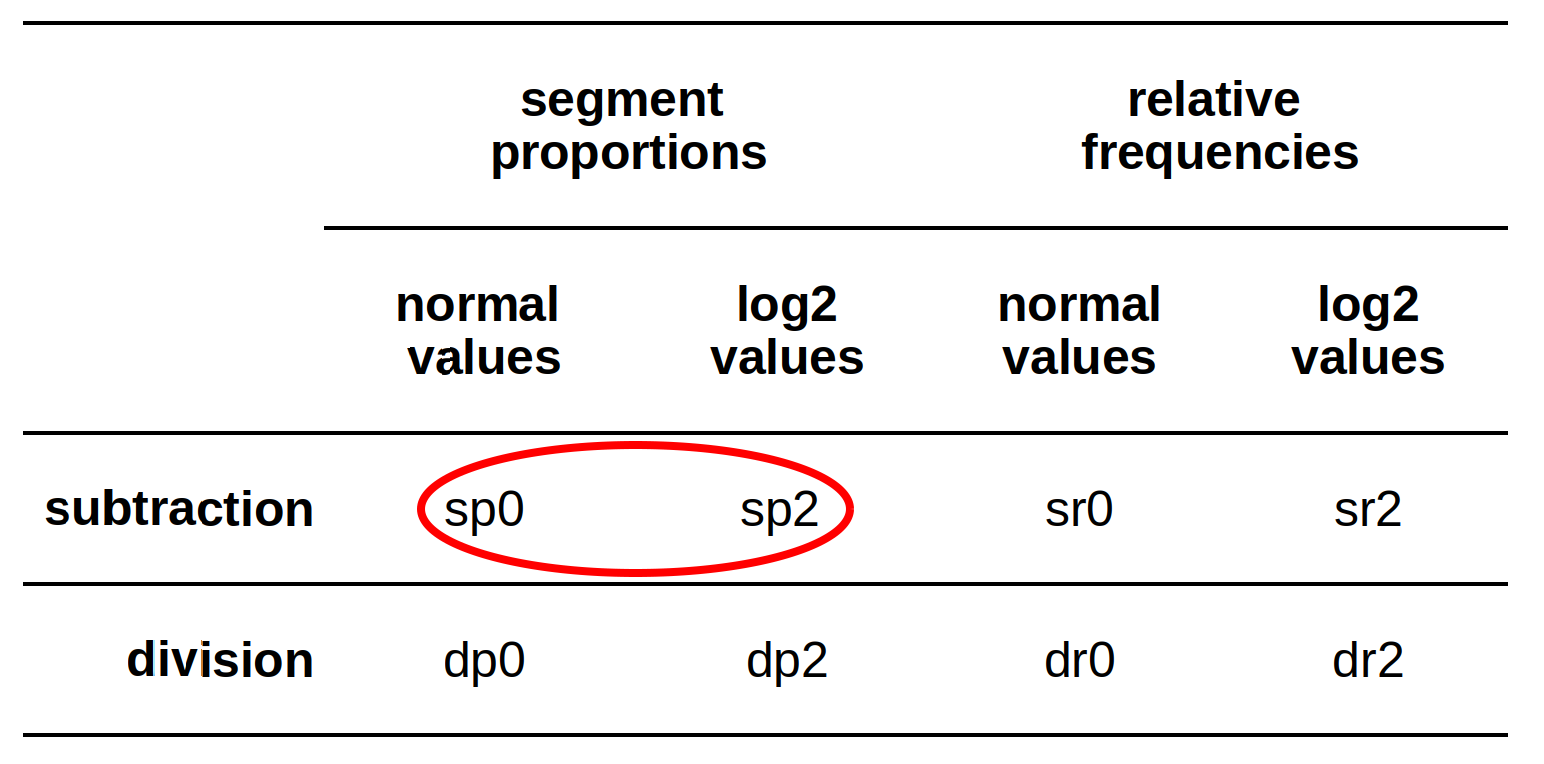 segment
proportions
relative
frequencies
normal
values
log2
values
normal
values
log2
values
subtraction sp0 sp2 sr0 sr2
division dp0 dp2 dr0 dr2